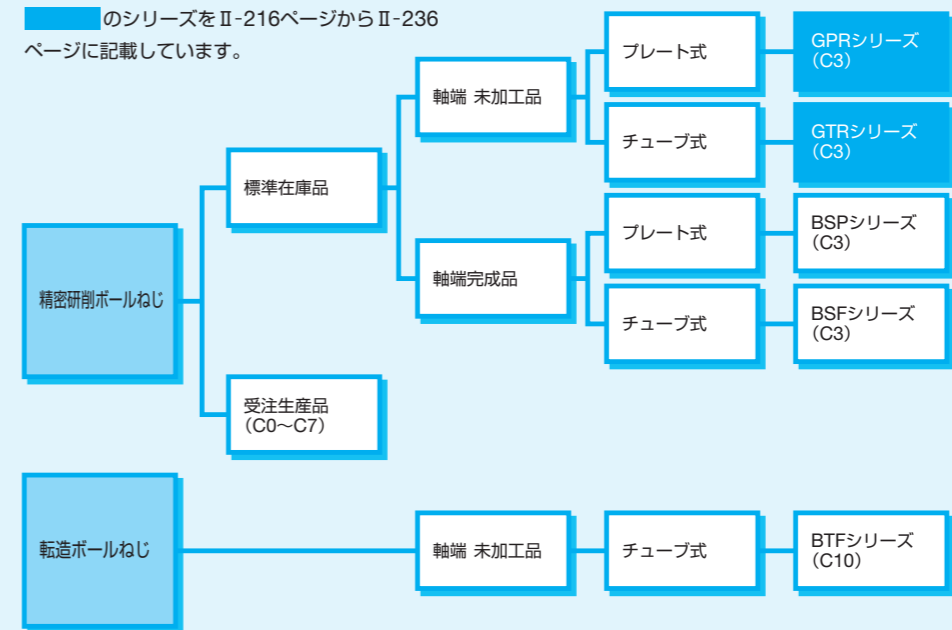 のシリーズをⅡ-216ページからⅡ-236
ページに記載しています。
精密研削ボールねじ
標準在庫品
軸端 未加工品
プレート式
GPRシリーズ
(C3)
チューブ式
GTRシリーズ
(C3)
軸端完成品
プレート式
BSPシリーズ
(C3)
チューブ式
BSFシリーズ
(C3)
受注生産品
(C0〜C7)
転造ボールねじ
軸端 未加工品
チューブ式
BTFシリーズ
(C10)